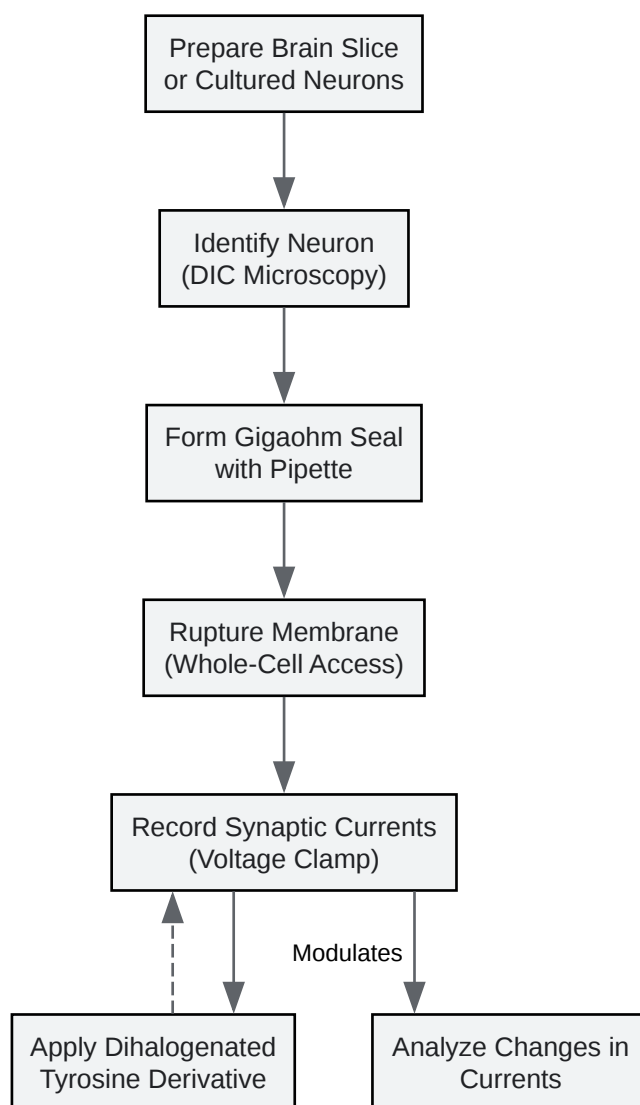 Prepare Brain Slice
or Cultured Neurons
Identify Neuron
(DIC Microscopy)
Form Gigaohm Seal
with Pipette
Rupture Membrane
(Whole-Cell Access)
Record Synaptic Currents
(Voltage Clamp)
Modulates
Apply Dihalogenated
Tyrosine Derivative
Analyze Changes in
Currents